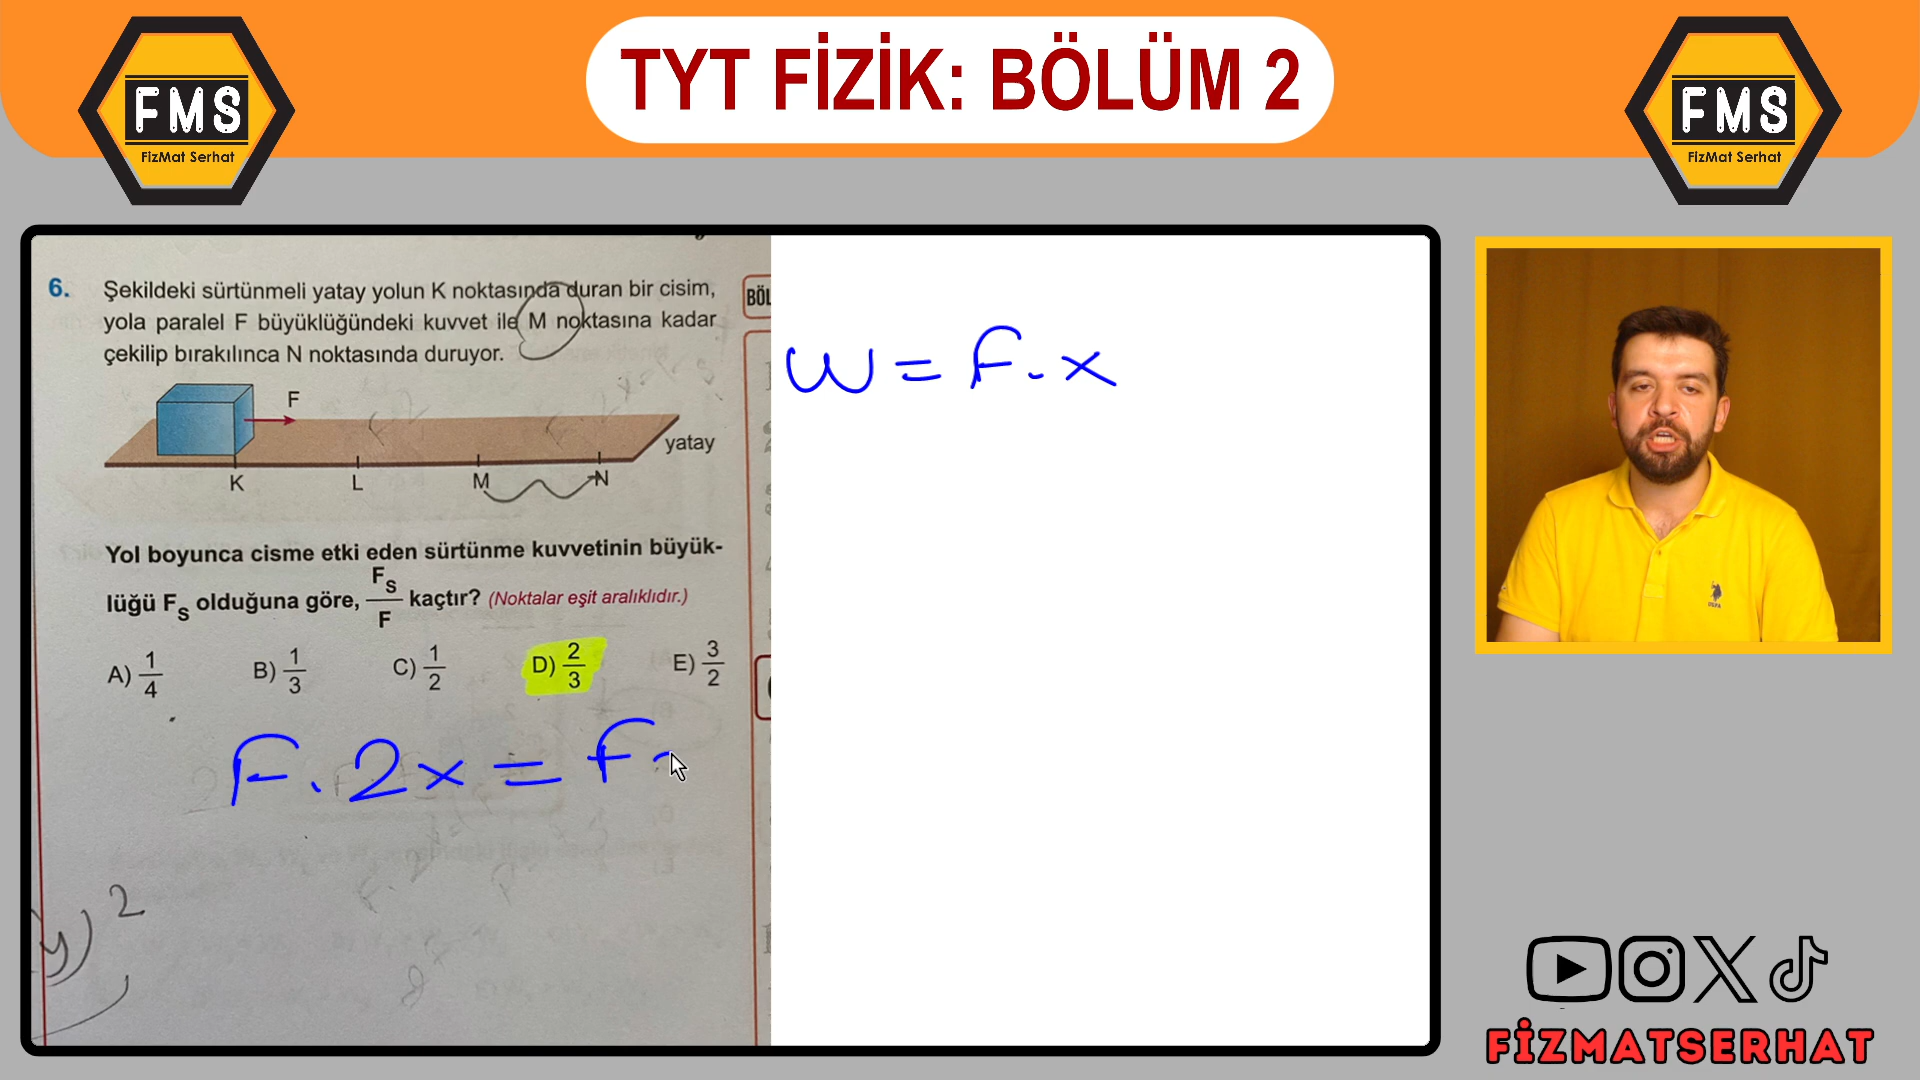 TYT FİZİK: BÖLÜM 2
FMS
FizMat Serhat
FMS
FizMat Serhat
6. Şekildeki sürtünmeli yatay yolun K noktasında duran bir cisim,
yola paralel F büyüklüğündeki kuvvet ile M noktasına kadar
çekilip bırakılınca N noktasında duruyor.
F
yatay
K L M N
Yol boyunca cisme etki eden sürtünme kuvvetinin büyük-
lüğü Fs olduğuna göre, Fs/F kaçtır? (Noktalar eşit aralıklıdır.)
A) 1/4 B) 1/3 C) 1/2 D) 2/3 E) 3/2
F . 2x = F
y) 2
BÖL
W = F . x
FİZMATSERHAT